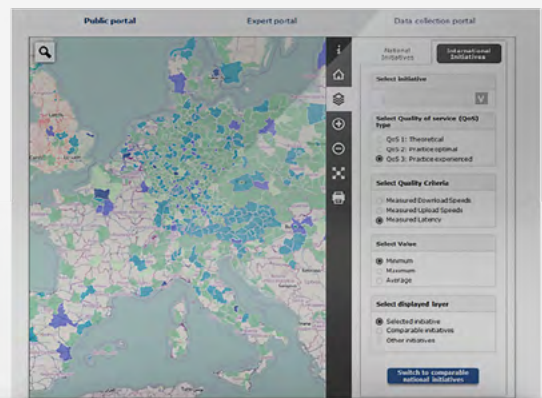 Public portal
Expert portal
Data collection portal
National
Initiatives
International
Initiatives
Select initiative
V
Select Quality of service (QoS)
type
QoS 1: Theoretical
QoS 2: Practice optimal
QoS 3: Practice experienced
Select Quality Criteria
Measured Download Speeds
Measured Upload Speeds
Measured Latency
Select Value
Minimum
Maximum
Average
Select displayed layer
Selected initiative
Comparable initiatives
Other initiatives
Switch to comparable
national initiatives